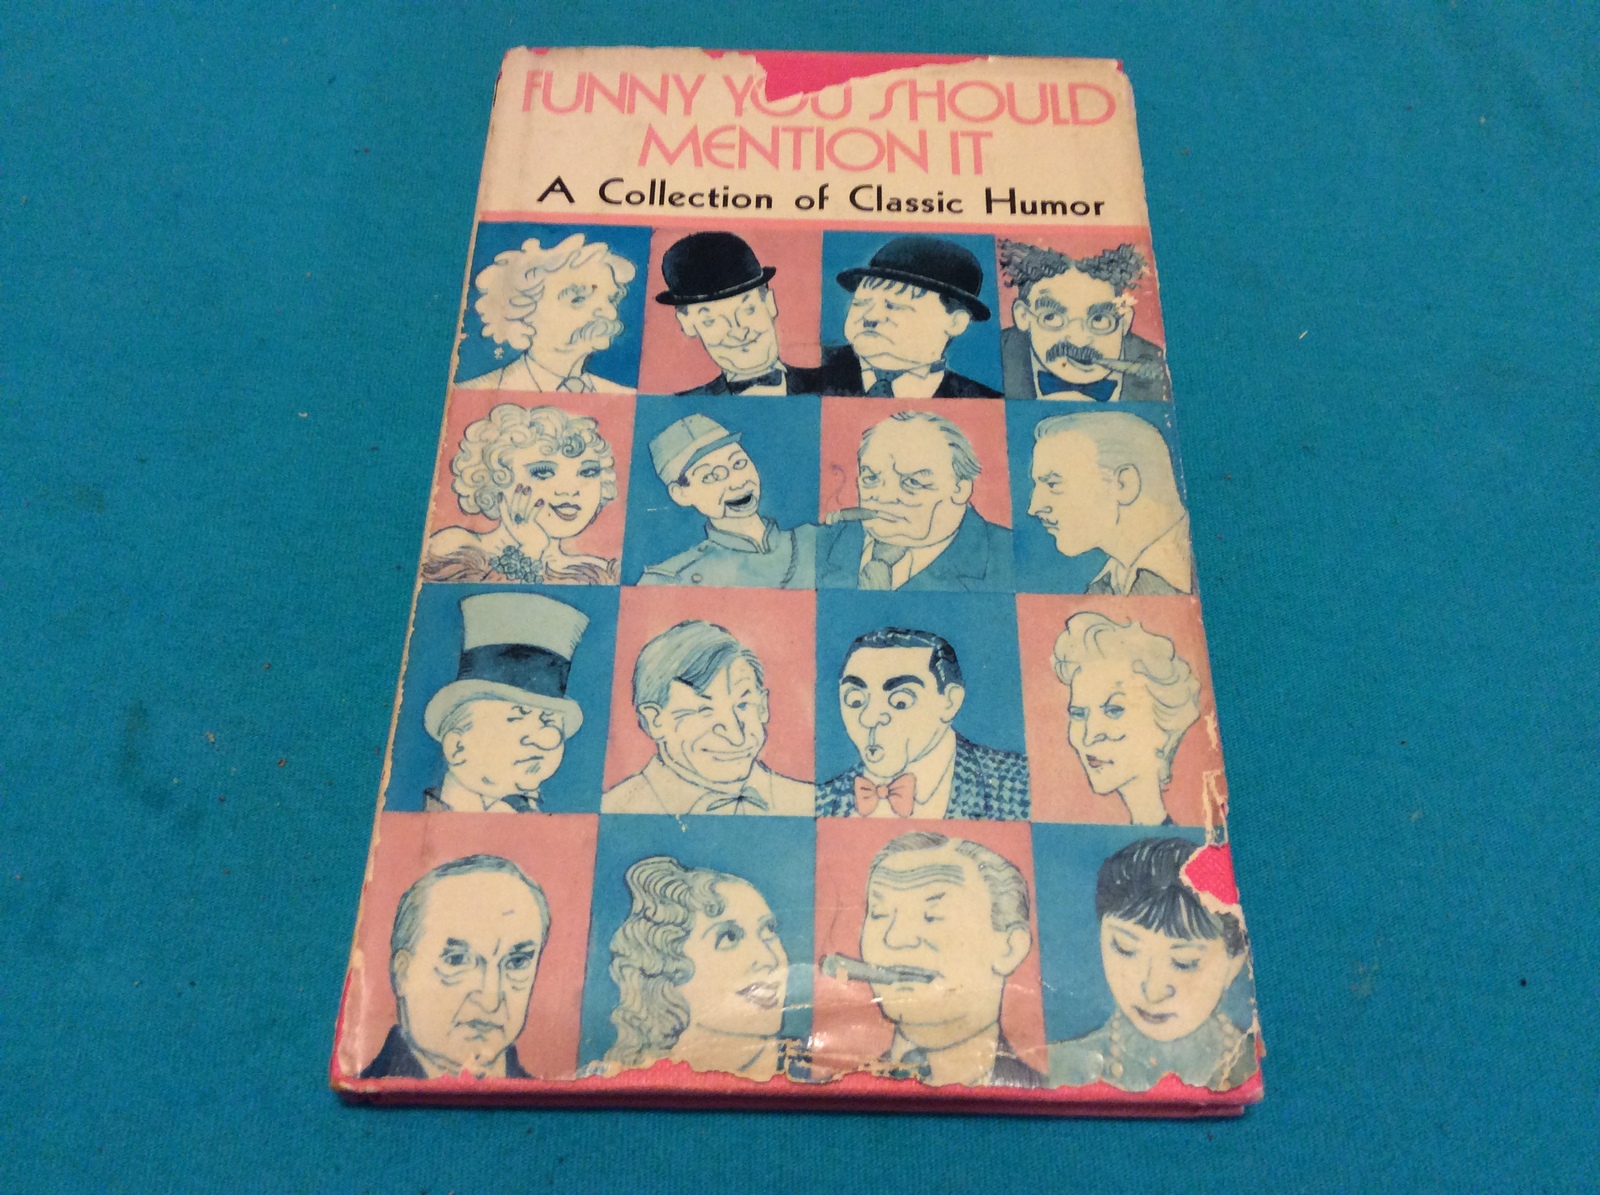 FUNNY YOU SHOULD
MENTION IT
A Collection of Classic Humor